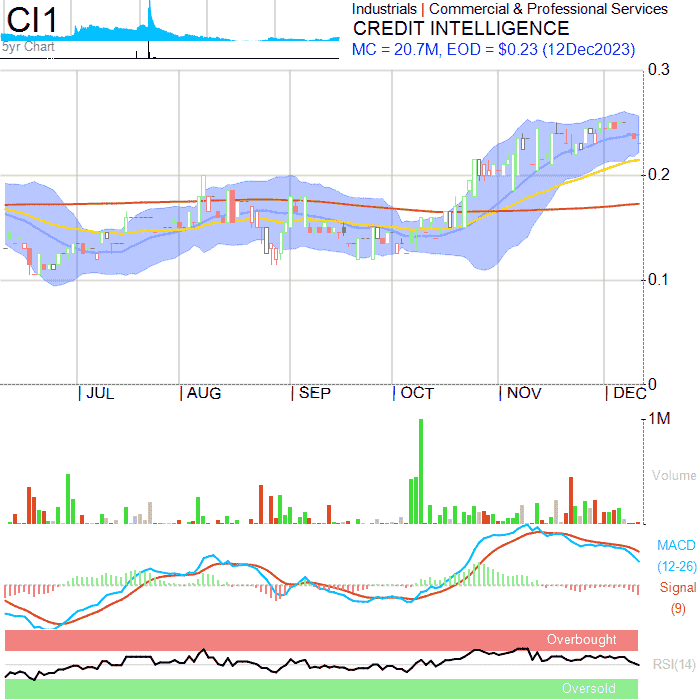 CI1
5yr Chart
Industrials | Commercial & Professional Services
CREDIT INTELLIGENCE
MC = 20.7M, EOD = $0.23 (12Dec2023)
0.3
0.2
0.1
0
| JUL | AUG | SEP | OCT | NOV | DEC
1M
Volume
MACD
(12-26)
Signal
(9)
Overbought
RSI(14)
Oversold